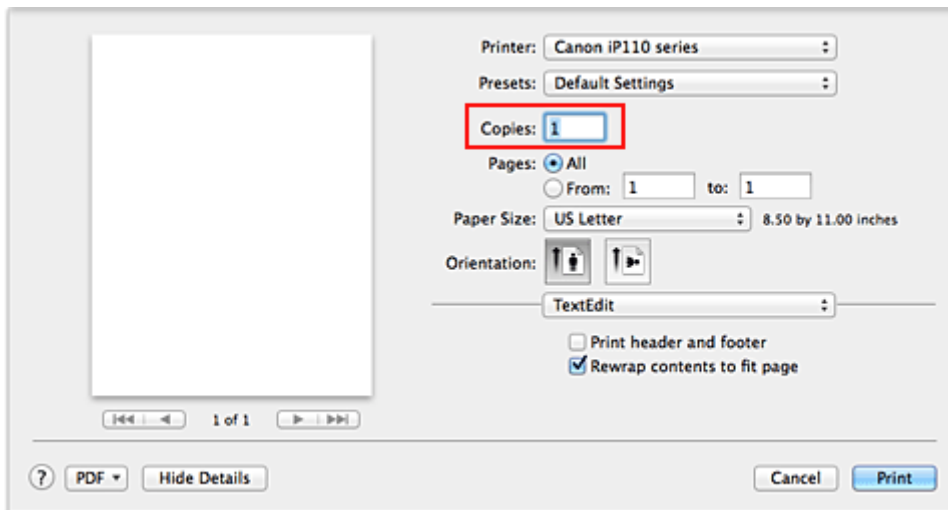 Printer: Canon iP110 series
Presets: Default Settings
Copies: 1
Pages: All
From: 1 to: 1
Paper Size: US Letter 8.50 by 11.00 inches
Orientation:
TextEdit
Print header and footer
Rewrap contents to fit page
1 of 1
? PDF Hide Details Cancel Print